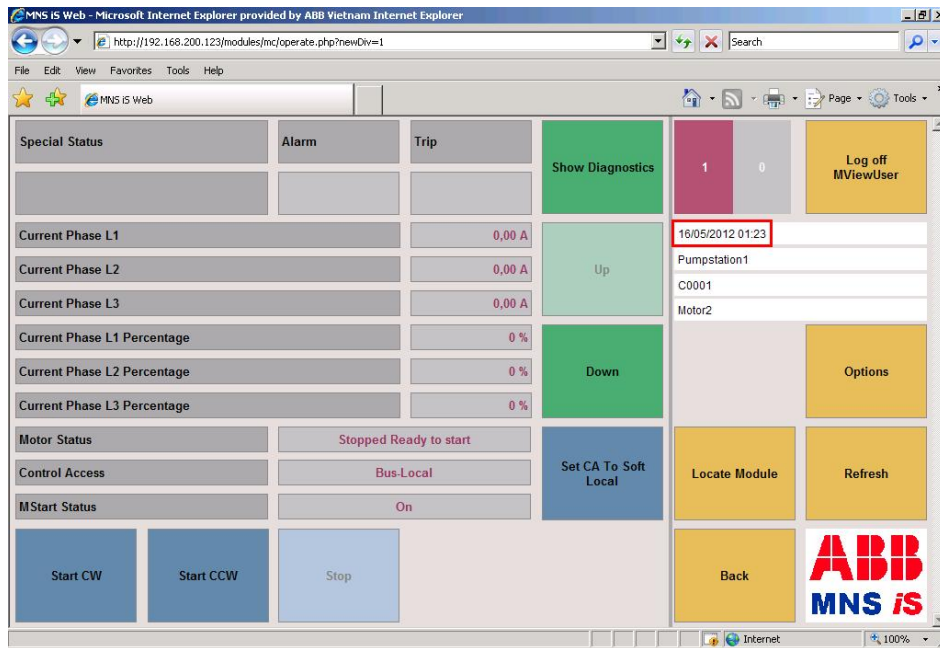 MNS iS Web - Microsoft Internet Explorer provided by ABB Vietnam Internet Explorer
http://192.168.200.123/modules/mc/operate.php?newDiv=1
Search
File Edit View Favorites Tools Help
MNS iS Web
Page Tools
Special Status
Alarm
Trip
Show Diagnostics
1
0
Log off
MViewUser
Current Phase L1
0,00 A
16/05/2012 01:23
Current Phase L2
0,00 A
Up
Pumpstation1
C0001
Current Phase L3
0,00 A
Motor2
Current Phase L1 Percentage
0 %
Current Phase L2 Percentage
0 %
Down
Options
Current Phase L3 Percentage
0 %
Motor Status
Stopped Ready to start
Control Access
Bus-Local
Set CA To Soft
Local
Locate Module
Refresh
MStart Status
On
Start CW
Start CCW
Stop
Back
ABB
MNS iS
Internet
100%